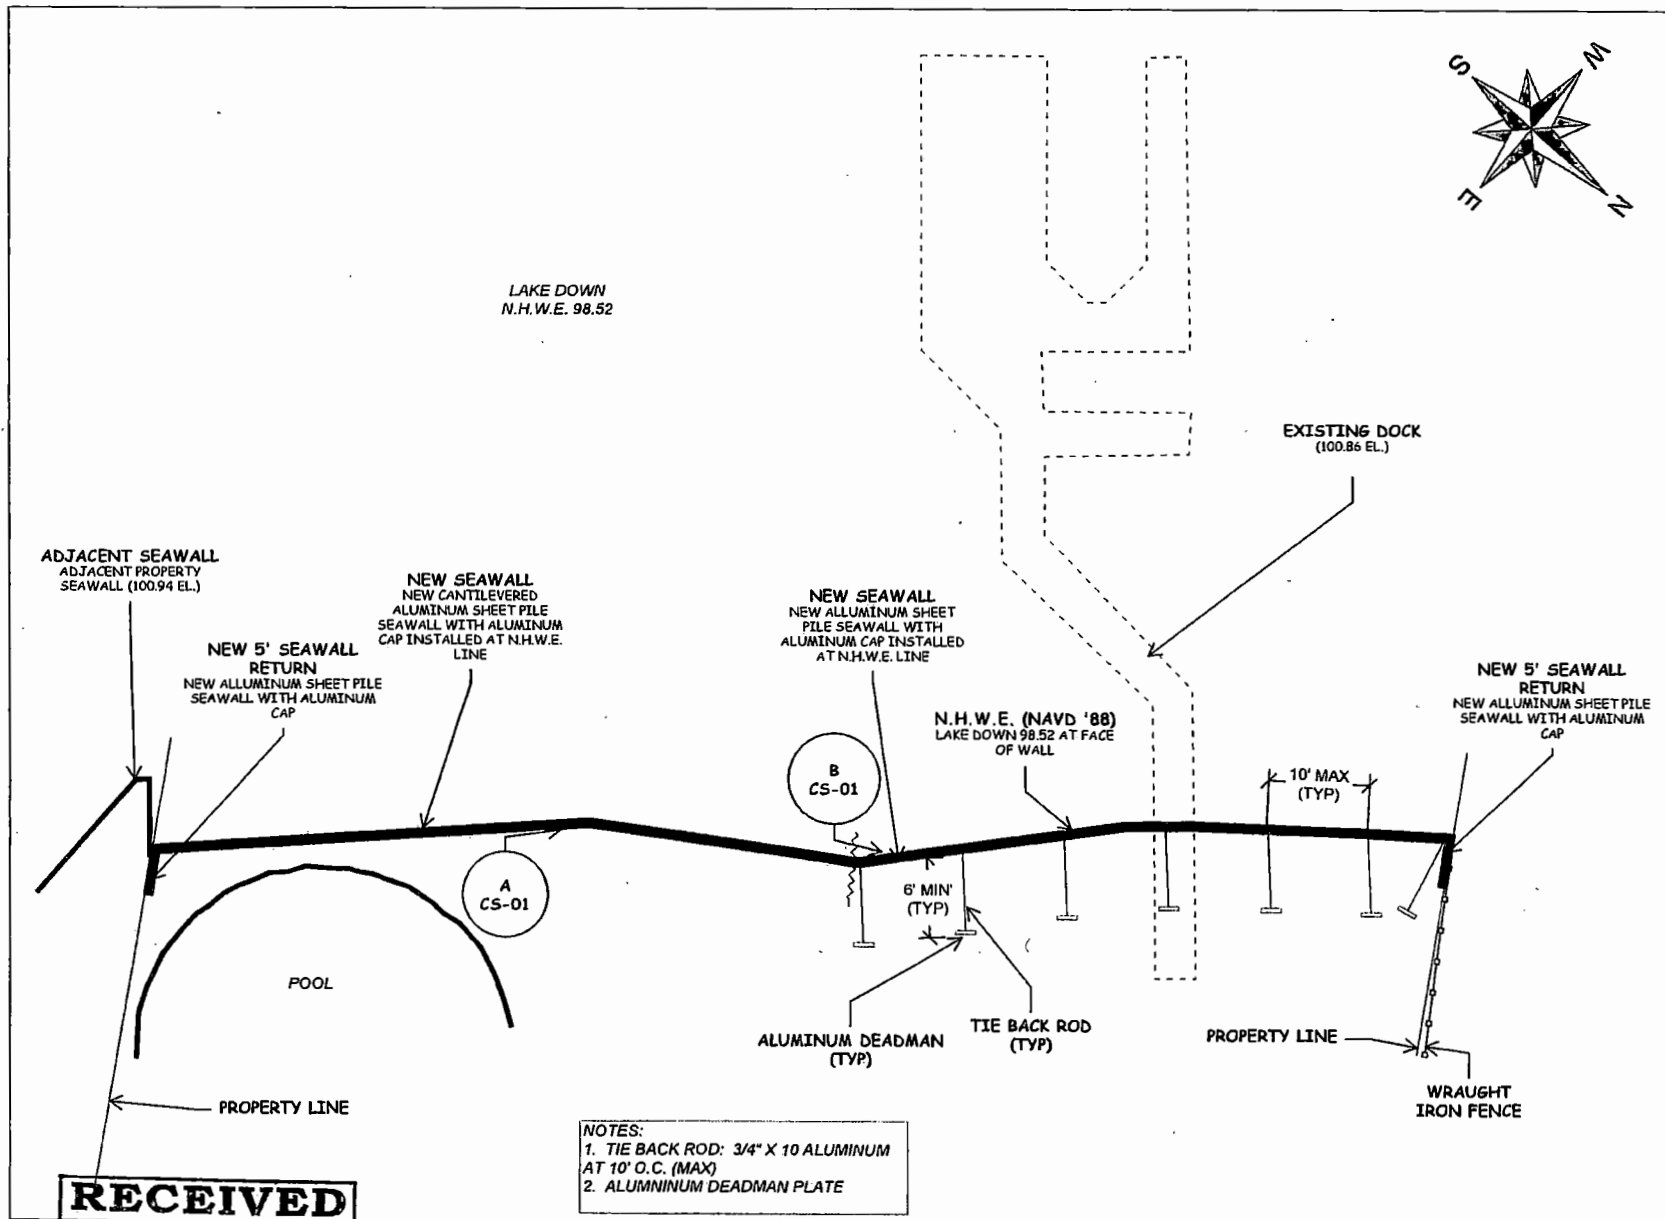 S
W
E
N
LAKE DOWN
N.H.W.E. 98.52
EXISTING DOCK
(100.86 EL.)
ADJACENT SEAWALL
ADJACENT PROPERTY
SEAWALL (100.94 EL.)
NEW SEAWALL
NEW CANTILEVERED
ALUMINUM SHEET PILE
SEAWALL WITH ALUMINUM
CAP INSTALLED AT N.H.W.E.
LINE
NEW SEAWALL
NEW ALLUMINUM SHEET
PILE SEAWALL WITH
ALUMINUM CAP INSTALLED
AT N.H.W.E. LINE
NEW 5' SEAWALL
RETURN
NEW ALLUMINUM SHEET PILE
SEAWALL WITH ALUMINUM
CAP
NEW 5' SEAWALL
RETURN
NEW ALLUMINUM SHEET PILE
SEAWALL WITH ALUMINUM
CAP
N.H.W.E. (NAVD '88)
LAKE DOWN 98.52 AT FACE
OF WALL
B
CS-01
10' MAX
(TYP)
A
CS-01
6' MIN'
(TYP)
POOL
ALUMINUM DEADMAN
(TYP)
TIE BACK ROD
(TYP)
PROPERTY LINE
WRAUGHT
IRON FENCE
PROPERTY LINE
NOTES:
1. TIE BACK ROD: 3/4" X 10 ALUMINUM
AT 10' O.C. (MAX)
2. ALUMNINUM DEADMAN PLATE
RECEIVED